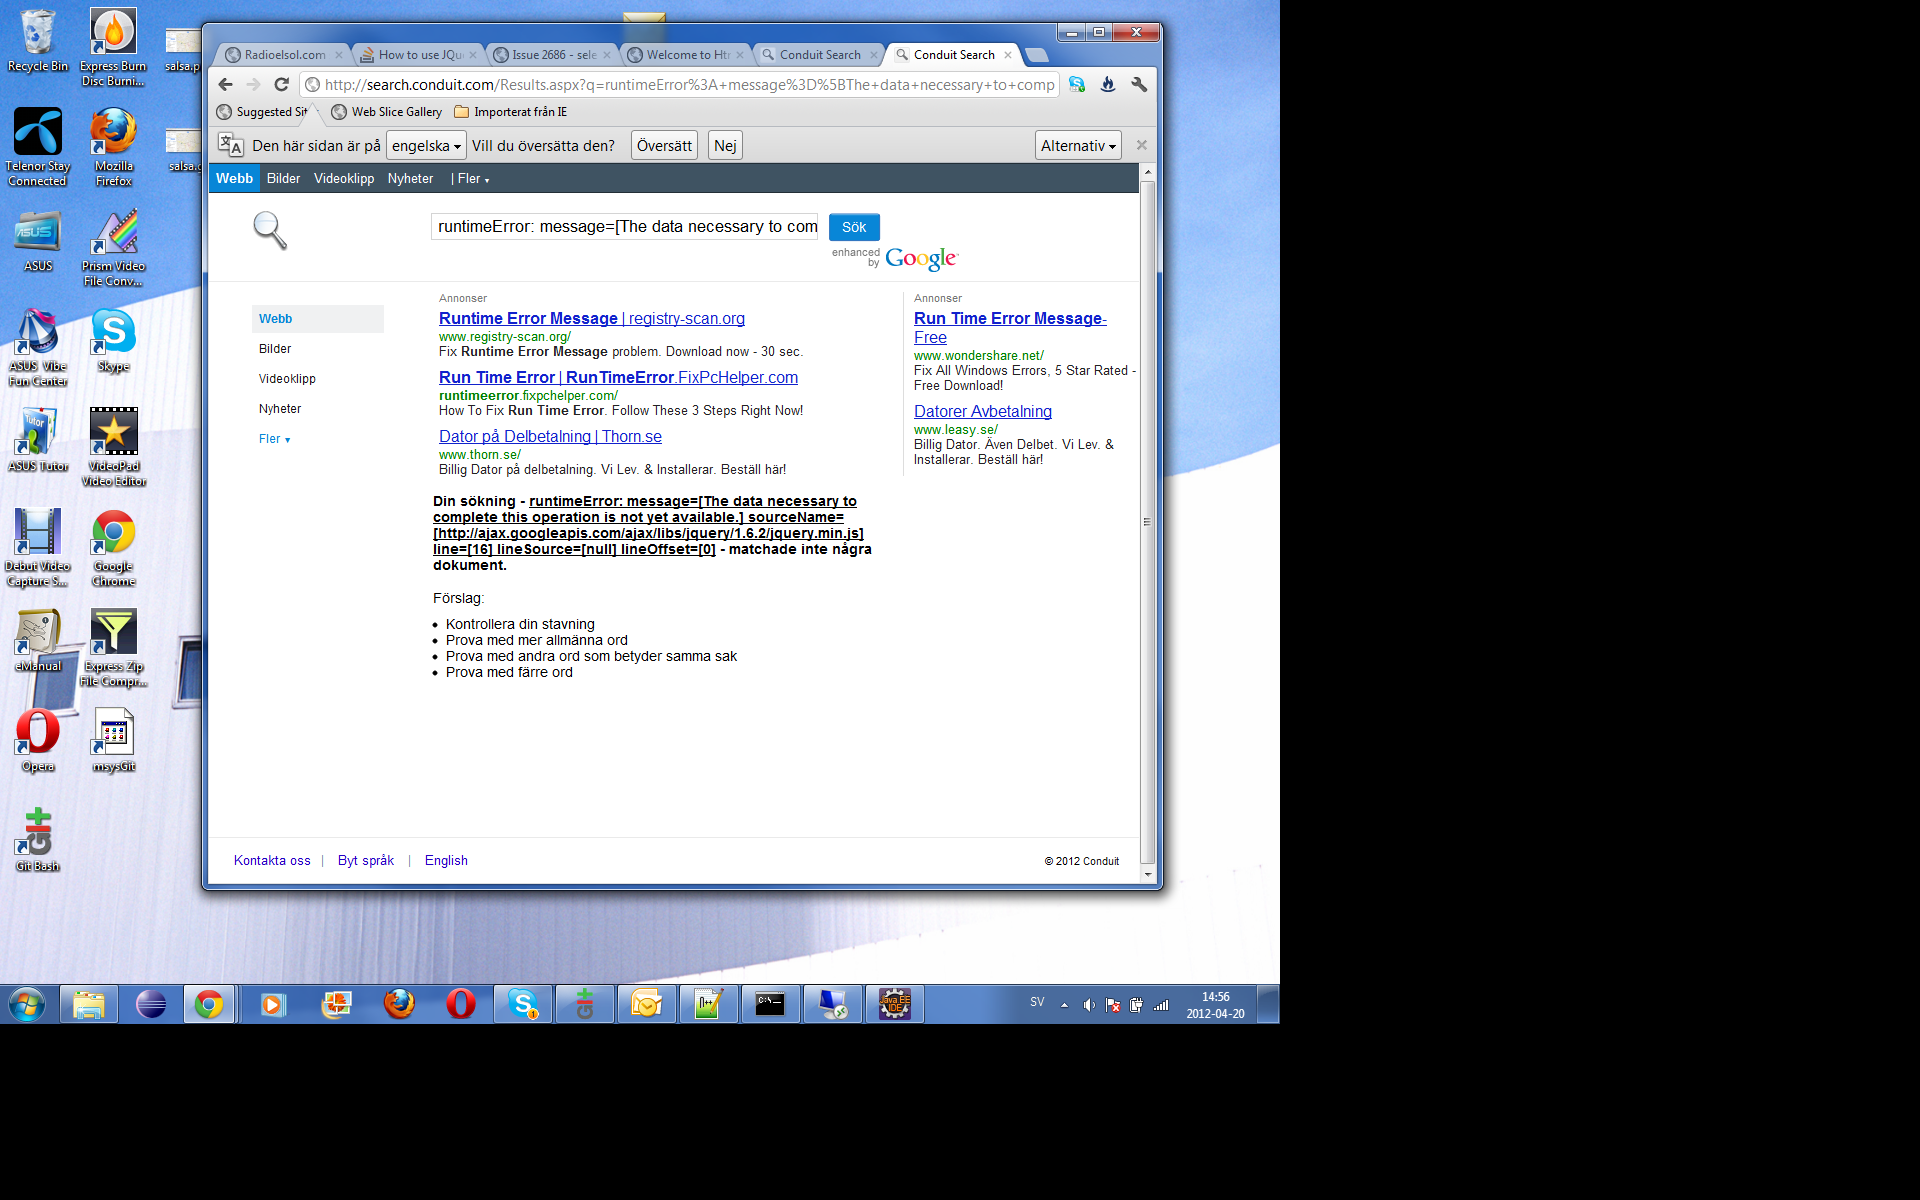 Recycle Bin
Express Burn
Disc Burni...
salsa.p
Telenor Stay
Connected
Mozilla
Firefox
salsa.g
ASUS
Prism Video
File Conv...
ASUS Vibe
Fun Center
Skype
ASUS Tutor
VideoPad
Video Editor
Debut Video
Capture S...
Google
Chrome
eManual
Express Zip
File Compr...
Opera
msysGit
Git Bash
Radioelsol.com
How to use JQu
Issue 2686 - sele
Welcome to Ht
Conduit Search
Conduit Search
http://search.conduit.com/Results.aspx?q=runtimeError%3A+message%3D%5BThe+data+necessary+to+comp
Suggested Sit
Web Slice Gallery
Importerat från IE
Den här sidan är på engelska Vill du översätta den? Översätt Nej Alternativ
Webb Bilder Videoklipp Nyheter | Fler
runtimeError: message=[The data necessary to com
Sök
enhanced
by Google
Webb
Bilder
Videoklipp
Nyheter
Fler
Annonser
Runtime Error Message | registry-scan.org
www.registry-scan.org/
Fix Runtime Error Message problem. Download now - 30 sec.
Run Time Error | RunTimeError.FixPcHelper.com
runtimeerror.fixpchelper.com/
How To Fix Run Time Error. Follow These 3 Steps Right Now!
Dator på Delbetalning | Thorn.se
www.thorn.se/
Billig Dator på delbetalning. Vi Lev. & Installerar. Beställ här!
Annonser
Run Time Error Message-
Free
www.wondershare.net/
Fix All Windows Errors, 5 Star Rated -
Free Download!
Datorer Avbetalning
www.leasy.se/
Billig Dator. Även Delbet. Vi Lev. &
Installerar. Beställ här!
Din sökning - runtimeError: message=[The data necessary to
complete this operation is not yet available.] sourceName=
[http://ajax.googleapis.com/ajax/libs/jquery/1.6.2/jquery.min.js]
line=[16] lineSource=[null] lineOffset=[0] - matchade inte några
dokument.
Förslag:
Kontrollera din stavning
Prova med mer allmänna ord
Prova med andra ord som betyder samma sak
Prova med färre ord
Kontakta oss | Byt språk | English
© 2012 Conduit
SV
14:56
2012-04-20